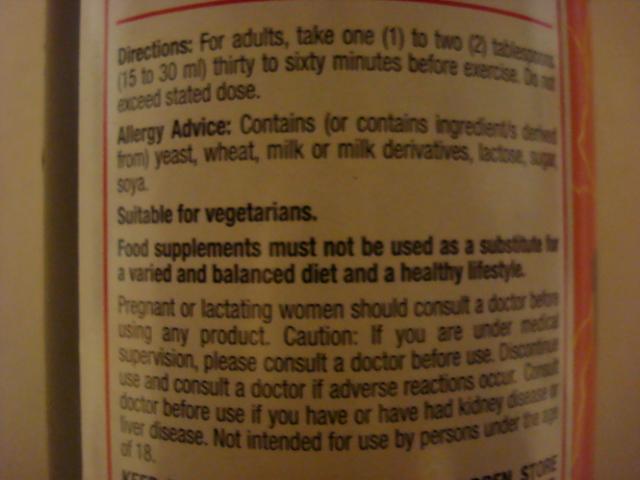 Directions: For adults, take one (1) to two (2) tablespoons
(15 to 30 ml) thirty to sixty minutes before exercise. Do not
exceed stated dose.
Allergy Advice: Contains (or contains ingredient/s derived
from) yeast, wheat, milk or milk derivatives, lactose, sugar,
soya.
Suitable for vegetarians.
Food supplements must not be used as a substitute for
a varied and balanced diet and a healthy lifestyle.
Pregnant or lactating women should consult a doctor before
using any product. Caution: If you are under medical
supervision, please consult a doctor before use. Discontinue
use and consult a doctor if adverse reactions occur. Consult
doctor before use if you have or have had kidney disease or
liver disease. Not intended for use by persons under the age
of 18.
STORE